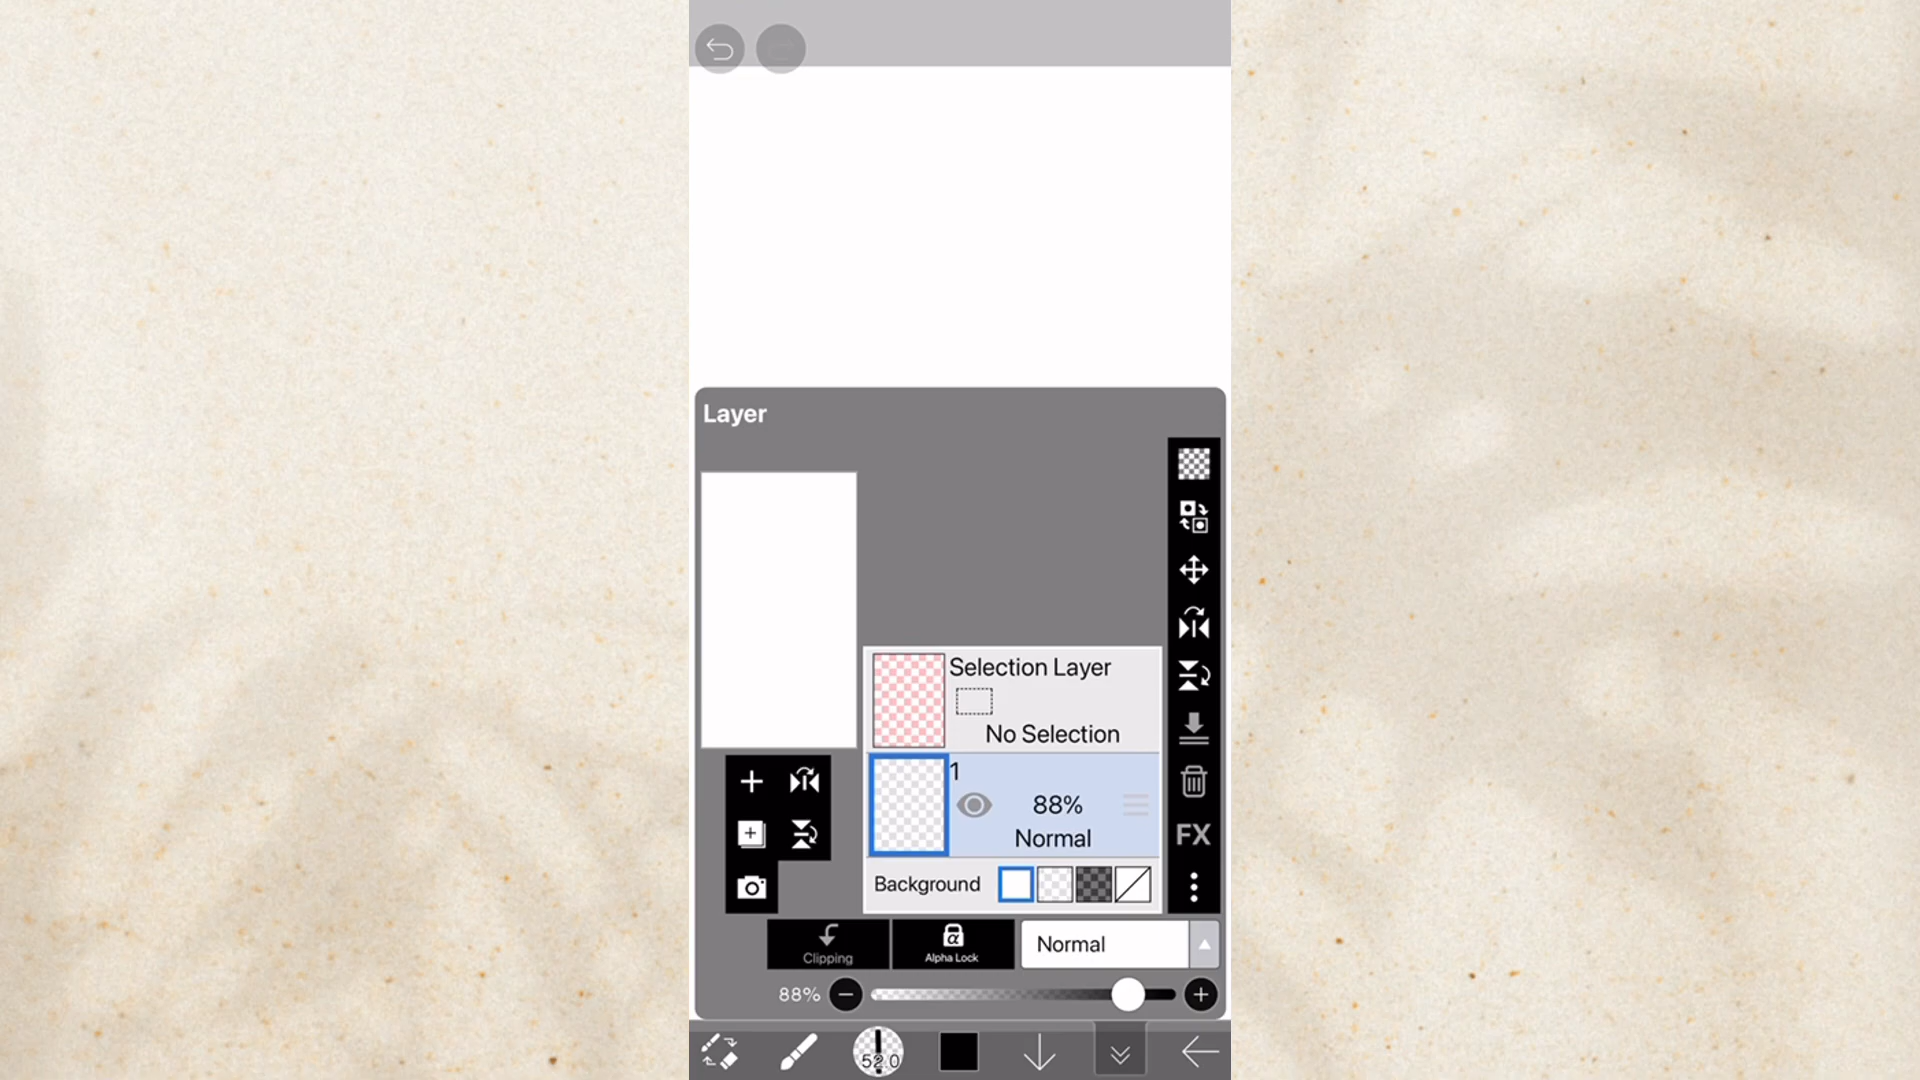 Layer
Selection Layer
No Selection
1
88%
Normal
Background
FX
Clipping
α
Alpha Lock
Normal
88%
52.0